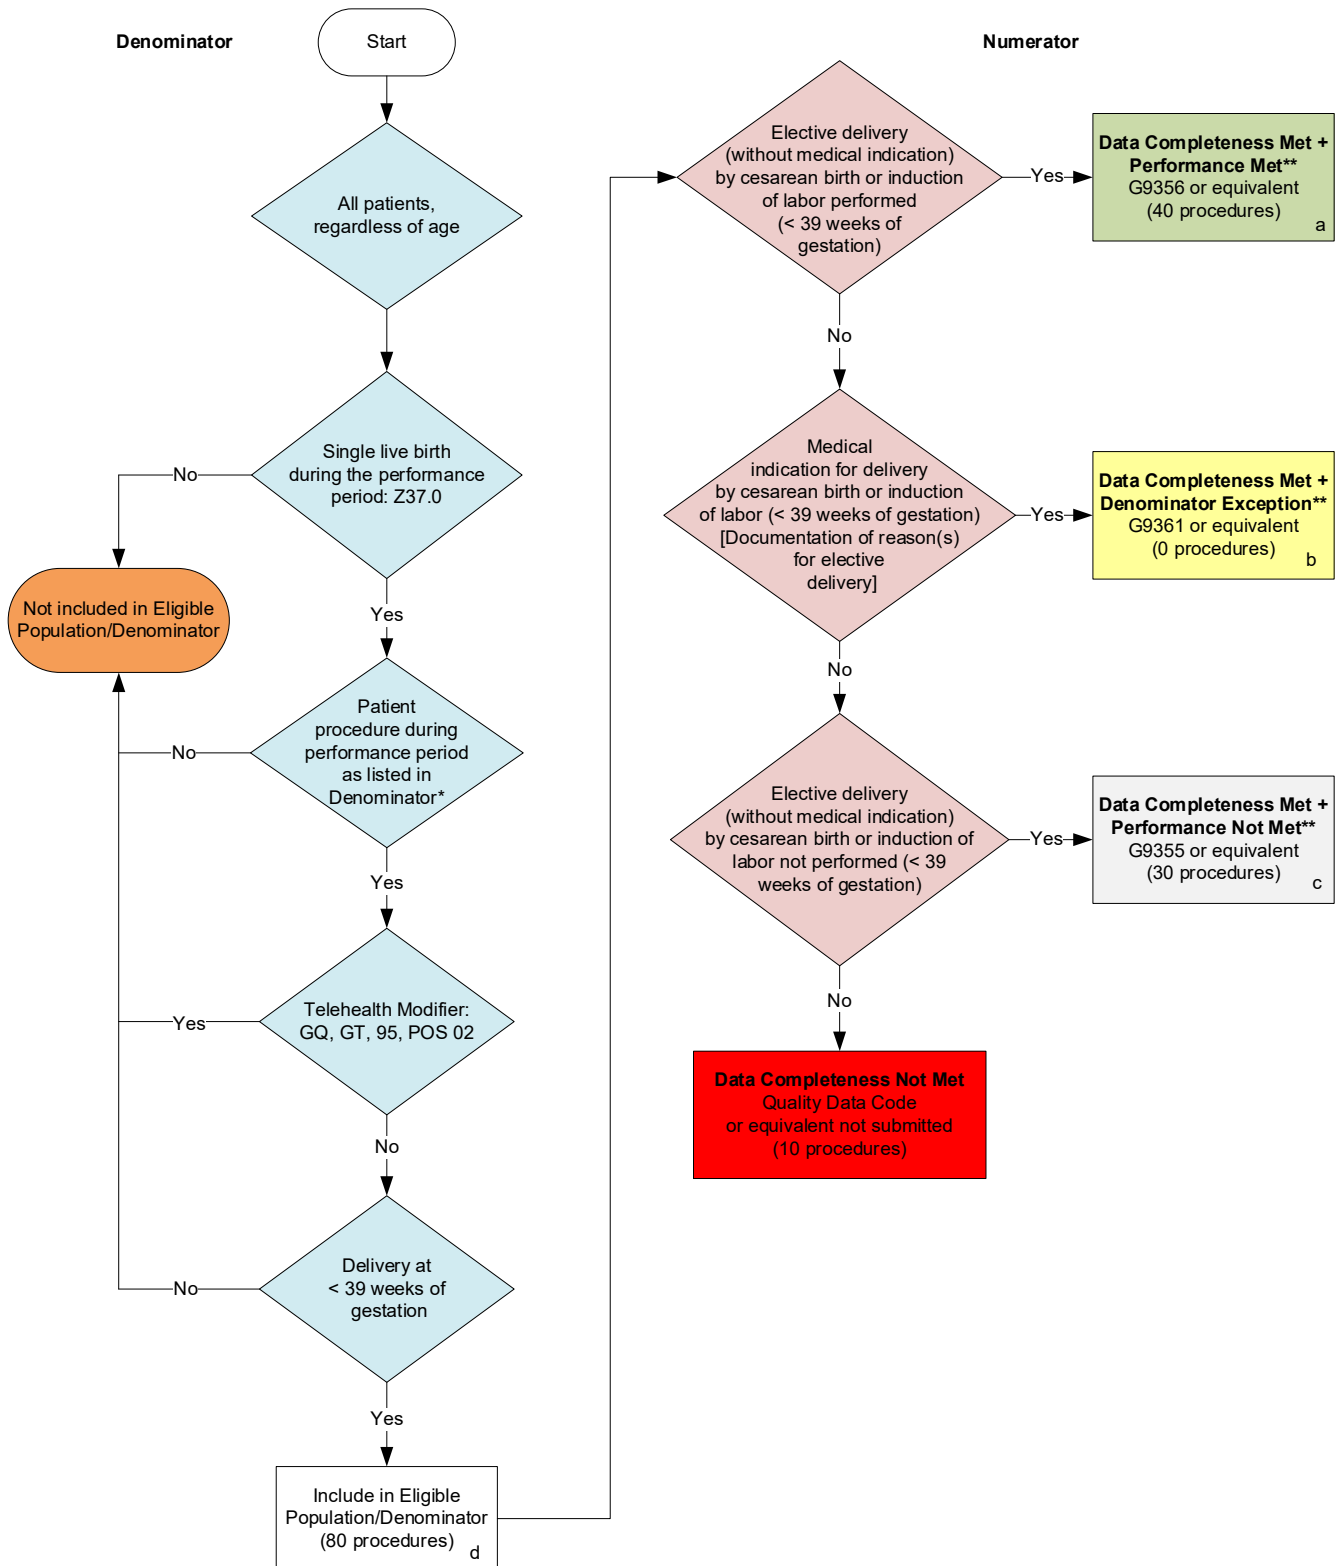 Denominator
Start
All patients,
regardless of age
Single live birth
during the performance
period: Z37.0
No
Not included in Eligible
Population/Denominator
Yes
Patient
procedure during
performance period
as listed in
Denominator*
No
Yes
Telehealth Modifier:
GQ, GT, 95, POS 02
Yes
No
Delivery at
< 39 weeks of
gestation
No
Yes
Include in Eligible
Population/Denominator
(80 procedures)
d
Numerator
Elective delivery
(without medical indication)
by cesarean birth or induction
of labor performed
(< 39 weeks of
gestation)
Yes
Data Completeness Met +
Performance Met**
G9356 or equivalent
(40 procedures)
a
No
Medical
indication for delivery
by cesarean birth or induction
of labor (< 39 weeks of gestation)
[Documentation of reason(s)
for elective
delivery]
Yes
Data Completeness Met +
Denominator Exception**
G9361 or equivalent
(0 procedures)
b
No
Elective delivery
(without medical indication)
by cesarean birth or induction of
labor not performed (< 39
weeks of gestation)
Yes
Data Completeness Met +
Performance Not Met**
G9355 or equivalent
(30 procedures)
c
No
Data Completeness Not Met
Quality Data Code
or equivalent not submitted
(10 procedures)